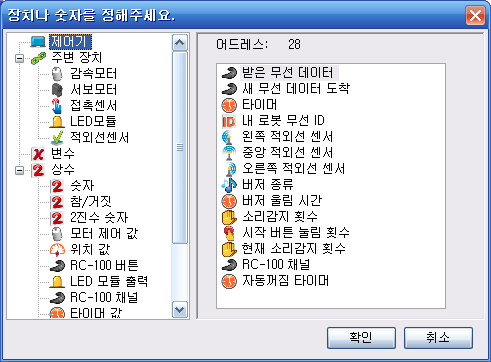 장치나 숫자를 정해주세요.
제어기
주변 장치
감속모터
서보모터
접촉센서
LED모듈
적외선센서
변수
상수
숫자
참/거짓
2진수 숫자
모터 제어 값
위치 값
RC-100 버튼
LED 모듈 출력
RC-100 채널
타이머 값
어드레스: 28
받은 무선 데이터
새 무선 데이터 도착
타이머
ID 내 로봇 무선 ID
왼쪽 적외선 센서
중앙 적외선 센서
오른쪽 적외선 센서
버저 종류
버저 울림 시간
소리감지 횟수
시작 버튼 눌림 횟수
현재 소리감지 횟수
RC-100 채널
자동꺼짐 타이머
확인
취소